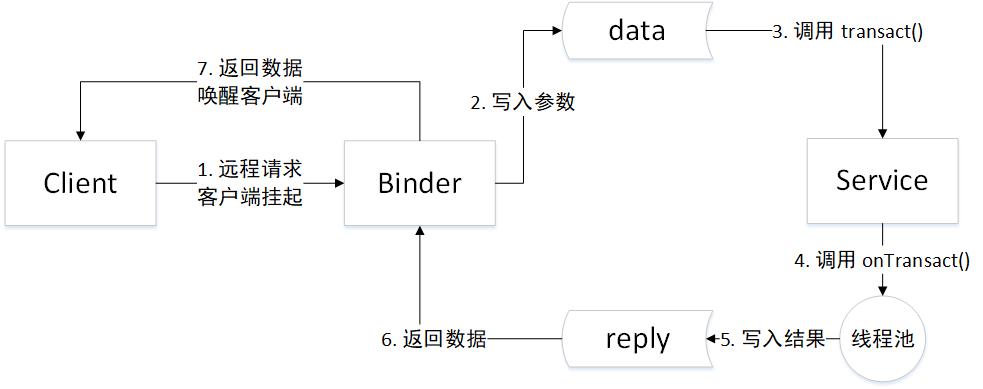 data
3. 调用 transact()
7. 返回数据
唤醒客户端
2. 写入参数
Client
1. 远程请求
客户端挂起
Binder
Service
4. 调用 onTransact()
6. 返回数据
reply
5. 写入结果
线程池